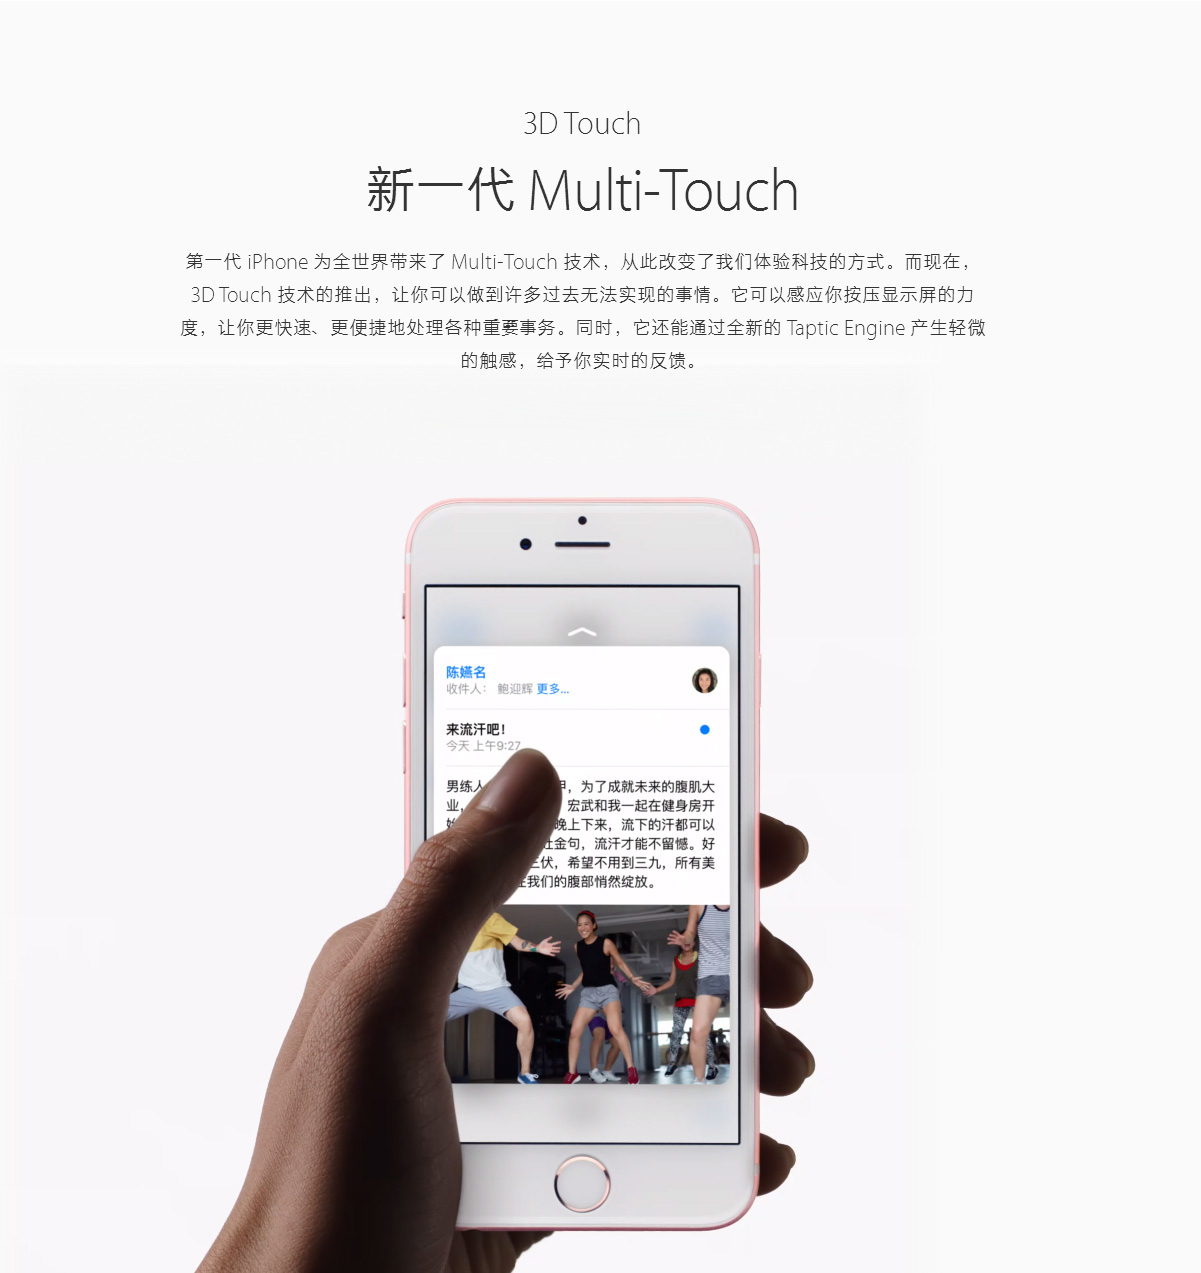 3D Touch
新一代 Multi-Touch
第一代 iPhone 为全世界带来了 Multi-Touch 技术，从此改变了我们体验科技的方式。而现在，
3D Touch 技术的推出，让你可以做到许多过去无法实现的事情。它可以感应你按压显示屏的力
度，让你更快速、更便捷地处理各种重要事务。同时，它还能通过全新的 Taptic Engine 产生轻微
的触感，给予你实时的反馈。
陈嬿名
收件人： 鲍迎辉 更多...
来流汗吧！
今天 上午9:27
男练人 甲，为了成就未来的腹肌大
业， 宏武和我一起在健身房开
始 晚上下来，流下的汗都可以
金句，流汗才能不留憾。好
三伏，希望不用到三九，所有美
在我们的腹部悄然绽放。